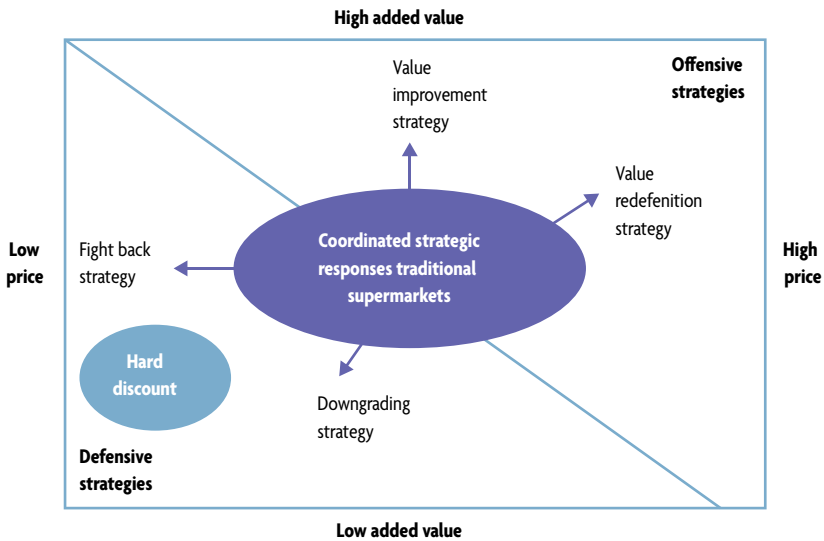 High added value
Value
improvement
strategy
Offensive
strategies
Value
redefenition
strategy
Low
price
Fight back
strategy
Coordinated strategic
responses traditional
supermarkets
High
price
Hard
discount
Downgrading
strategy
Defensive
strategies
Low added value